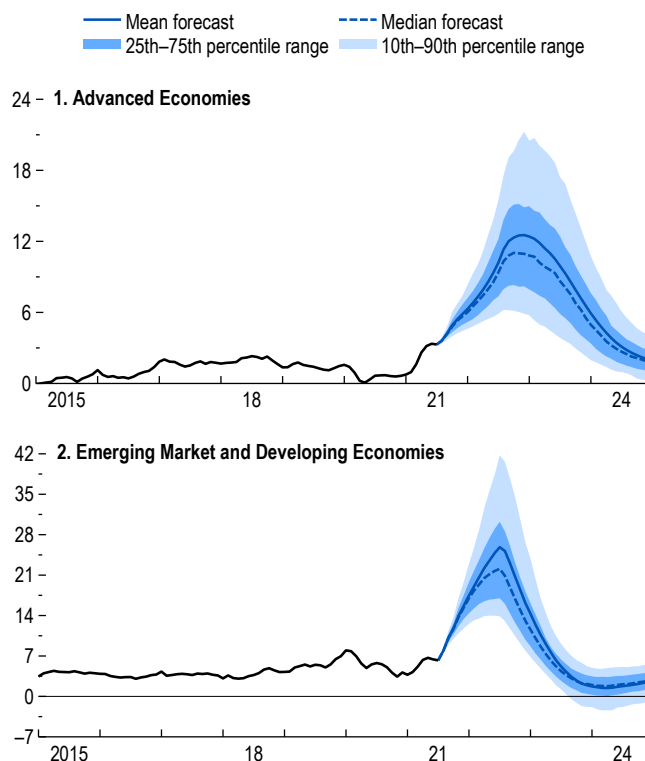 Mean forecast
Median forecast
25th–75th percentile range
10th–90th percentile range
1. Advanced Economies
24
18
12
6
0
2015 18 21 24
2. Emerging Market and Developing Economies
42
35
28
21
14
7
0
–7
2015 18 21 24